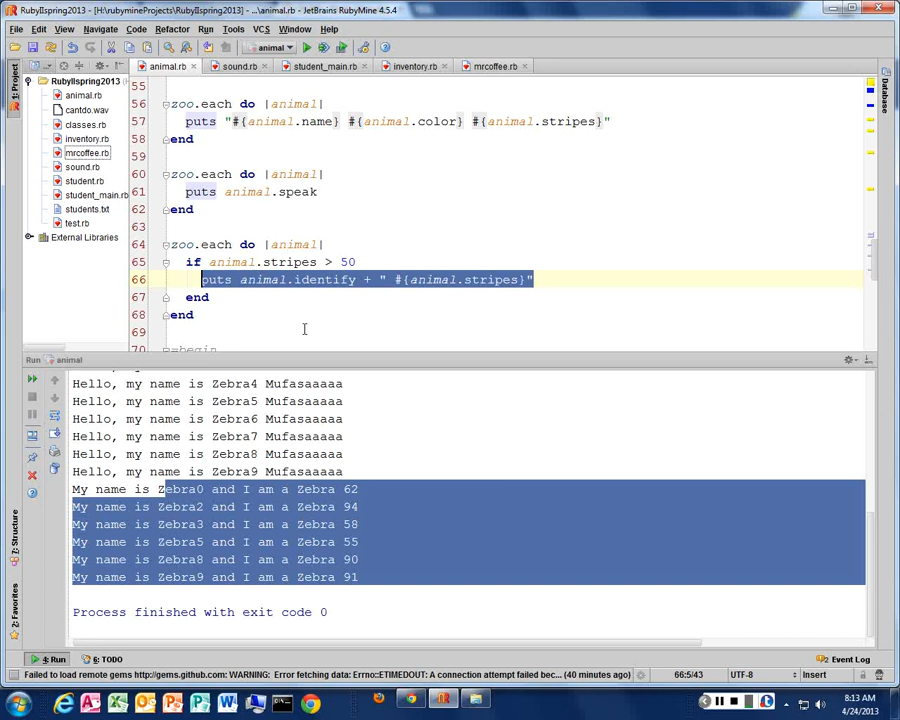 RubyIIspring2013 - [H:\rubymineProjects\RubyIIspring2013] - ...\animal.rb - JetBrains RubyMine 4.5.4
File Edit View Navigate Code Refactor Run Tools VCS Window Help
animal
animal.rb sound.rb student_main.rb inventory.rb mrcoffee.rb
1: Project
Database
RubyIIspring2013
animal.rb
cantdo.wav
classes.rb
inventory.rb
mrcoffee.rb
sound.rb
student.rb
student_main.rb
students.txt
test.rb
External Libraries
55
56 zoo.each do |animal|
57 puts "#{animal.name} #{animal.color} #{animal.stripes}"
58 end
59
60 zoo.each do |animal|
61 puts animal.speak
62 end
63
64 zoo.each do |animal|
65 if animal.stripes > 50
66 puts animal.identify + " #{animal.stripes}"
67 end
68 end
69
70 =begin
Run animal
Hello, my name is Zebra4 Mufasaaaaa
Hello, my name is Zebra5 Mufasaaaaa
Hello, my name is Zebra6 Mufasaaaaa
Hello, my name is Zebra7 Mufasaaaaa
Hello, my name is Zebra8 Mufasaaaaa
Hello, my name is Zebra9 Mufasaaaaa
My name is Zebra0 and I am a Zebra 62
My name is Zebra2 and I am a Zebra 94
My name is Zebra3 and I am a Zebra 58
My name is Zebra5 and I am a Zebra 55
My name is Zebra8 and I am a Zebra 90
My name is Zebra9 and I am a Zebra 91
Process finished with exit code 0
7: Structure
2: Favorites
4: Run 6: TODO
2 Event Log
Failed to load remote gems (http://gems.github.com: WARNING: Error fetching data: Errno::ETIMEDOUT: A connection attempt failed bec... (40 minutes ago)
66:5/43 UTF-8 Insert
8:13 AM
4/24/2013